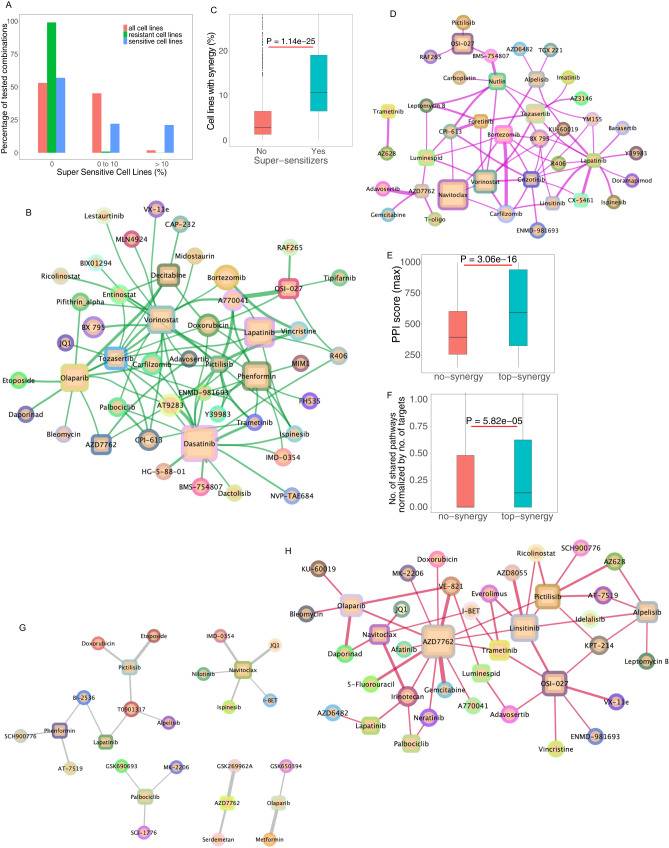 A
Percentage of tested combinations
100
75
50
25
0
all cell lines
resistant cell lines
sensitive cell lines
0
0 to 10
> 10
Super Sensitive Cell Lines (%)
C
Cell lines with synergy (%)
20
10
0
P = 1.14e-25
No
Yes
Super-sensitizers
D
Pictilisib
OSI-027
RAF265
BMS-754807
AZD6482
TCX 221
Carboplatin
Nutlin
Alpelisib
Imatinib
Leptomycin B
AZ3146
Trametinib
Foretinib
Tozasertib
YM155
CPI-613
Bortezomib
KU-60019
Barasertib
BX 795
AZ628
Luminespid
R406
Lapatinib
Y39983
Adavosertib
AZD7762
Vorinostat
Crizotinib
Doramapimod
Navitoclax
Gemcitabine
T-oligo
Carfilzomib
Linsitinib
CX-5461
Ispinesib
ENMD-981693
B
VX-11e
Lestaurtinib
CAP-232
MLN4924
RAF265
BIX01294
Midostaurin
Ricolinostat
Decitabine
Bortezomib
Tipifarnib
Entinostat
OSI-027
Pifithrin_alpha
A770041
Vorinostat
BX 795
Doxorubicin
Lapatinib
Vincristine
JQ1
Tozasertib
Adavosertib
R406
Carfilzomib
Pictilisib
MIM1
Etoposide
Olaparib
Phenformin
ENMD-981693
FH535
Daporinad
Palbociclib
AT9283
Y39983
Trametinib
Bleomycin
AZD7762
CPI-613
Ispinesib
Dasatinib
IMD-0354
HG-5-88-01
BMS-754807
Dactolisib
NVP-TAE684
E
PPI score (max)
1000
750
500
250
P = 3.06e-16
no-synergy
top-synergy
F
No. of shared pathways
normalized by no. of targets
1.00
0.75
0.50
0.25
0.00
P = 5.82e-05
no-synergy
top-synergy
G
Doxorubicin
Etoposide
IMD-0354
JQ1
Pictilisib
Nilotinib
Navitoclax
BI-2536
T0901317
Ispinesib
I-BET
Phenformin
Alpelisib
SCH900776
Lapatinib
AT-7519
GSK690693
MK-2206
GSK269962A
GSK650394
Palbociclib
AZD7762
Olaparib
SGI-1776
Serdemetan
Metformin
H
KU-60019
MK-2206
Doxorubicin
Ricolinostat
SCH900776
AZD8055
AZ628
VE-821
Everolimus
Pictilisib
AT-7519
Olaparib
Bleomycin
JQ1
I-BET
Alpelisib
Navitoclax
AZD7762
Linsitinib
Idelalisib
Daporinad
Afatinib
Trametinib
KPT-214
5-Fluorouracil
Luminespid
Leptomycin B
Irinotecan
Gemcitabine
OSI-027
AZD6482
A770041
VX-11e
Lapatinib
Neratinib
Adavosertib
Palbociclib
ENMD-981693
Vincristine